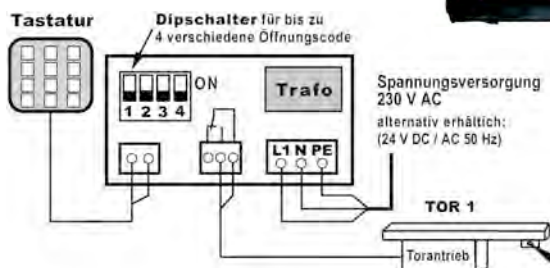 Tastatur
Dipschalter für bis zu
4 verschiedene Öffnungscode
ON
1 2 3 4
Trafo
L1 N PE
Spannungsversorgung
230 V AC
alternativ erhältich:
(24 V DC / AC 50 Hz)
TOR 1
Torantrieb